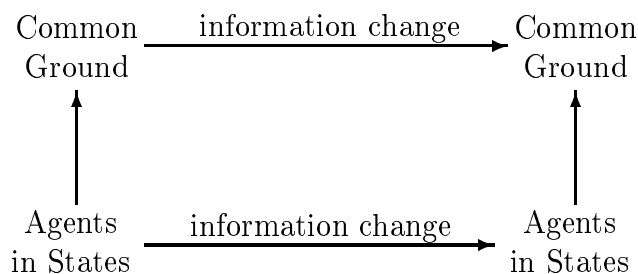 Common
Ground
information change
Common
Ground
Agents
in States
information change
Agents
in States